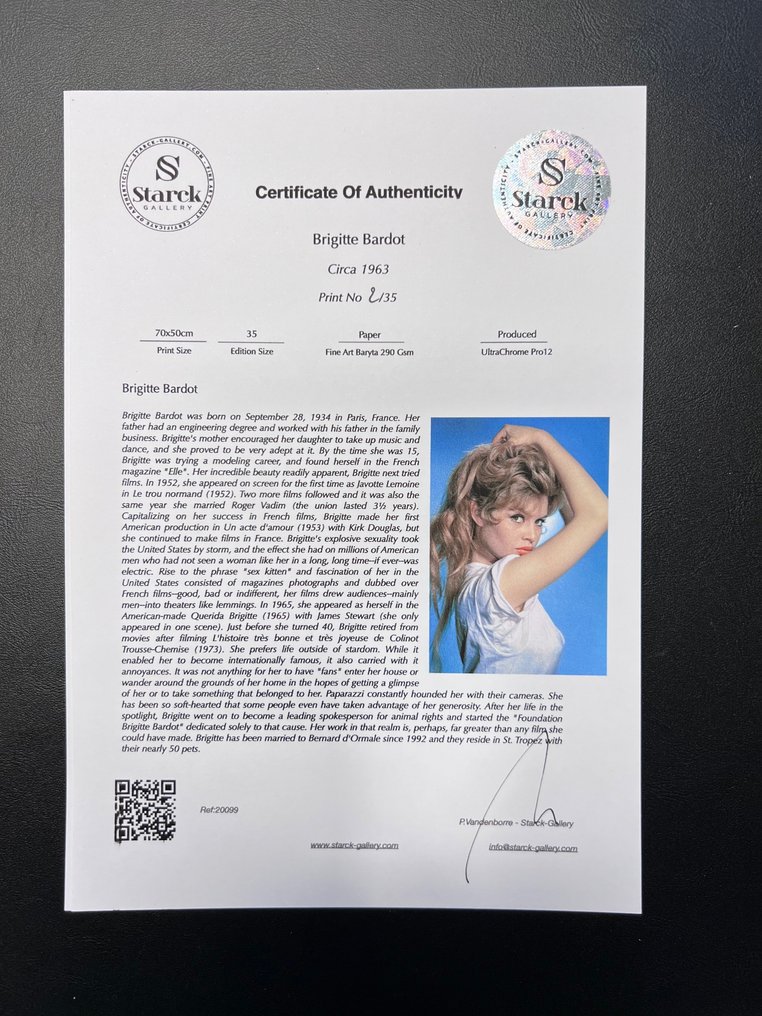 STARCK-GALLERY.COM · FINE ART PRINT · CERTIFICATE OF AUTHENTICITY ·
S
Starck
GALLERY
Certificate Of Authenticity
STARCK-GALLERY.COM · FINE ART PRINT · CERTIFICATE OF AUTHENTICITY ·
S
Starck
GALLERY
Brigitte Bardot
Circa 1963
Print No 2/35
70x50cm 35 Paper Produced
Print Size Edition Size Fine Art Baryta 290 Gsm UltraChrome Pro12
Brigitte Bardot
Brigitte Bardot was born on September 28, 1934 in Paris, France. Her
father had an engineering degree and worked with his father in the family
business. Brigitte's mother encouraged her daughter to take up music and
dance, and she proved to be very adept at it. By the time she was 15,
Brigitte was trying a modeling career, and found herself in the French
magazine "Elle". Her incredible beauty readily apparent, Brigitte next tried
films. In 1952, she appeared on screen for the first time as Javotte Lemoine
in Le trou normand (1952). Two more films followed and it was also the
same year she married Roger Vadim (the union lasted 3½ years).
Capitalizing on her success in French films, Brigitte made her first
American production in Un acte d'amour (1953) with Kirk Douglas, but
she continued to make films in France. Brigitte's explosive sexuality took
the United States by storm, and the effect she had on millions of American
men who had not seen a woman like her in a long, long time--if ever--was
electric. Rise to the phrase "sex kitten" and fascination of her in the
United States consisted of magazines photographs and dubbed over
French films--good, bad or indifferent, her films drew audiences--mainly
men--into theaters like lemmings. In 1965, she appeared as herself in the
American-made Querida Brigitte (1965) with James Stewart (she only
appeared in one scene). Just before she turned 40, Brigitte retired from
movies after filming L'histoire très bonne et très joyeuse de Colinot
Trousse-Chemise (1973). She prefers life outside of stardom. While it
enabled her to become internationally famous, it also carried with it
annoyances. It was not anything for her to have "fans" enter her house or
wander around the grounds of her home in the hopes of getting a glimpse
of her or to take something that belonged to her. Paparazzi constantly hounded her with their cameras. She
has been so soft-hearted that some people even have taken advantage of her generosity. After her life in the
spotlight, Brigitte went on to become a leading spokesperson for animal rights and started the "Foundation
Brigitte Bardot" dedicated solely to that cause. Her work in that realm is, perhaps, far greater than any film she
could have made. Brigitte has been married to Bernard d'Ormale since 1992 and they reside in St. Tropez with
their nearly 50 pets.
Ref:20099
P.Vandenborre - Starck-Gallery
www.starck-gallery.com
info@starck-gallery.com